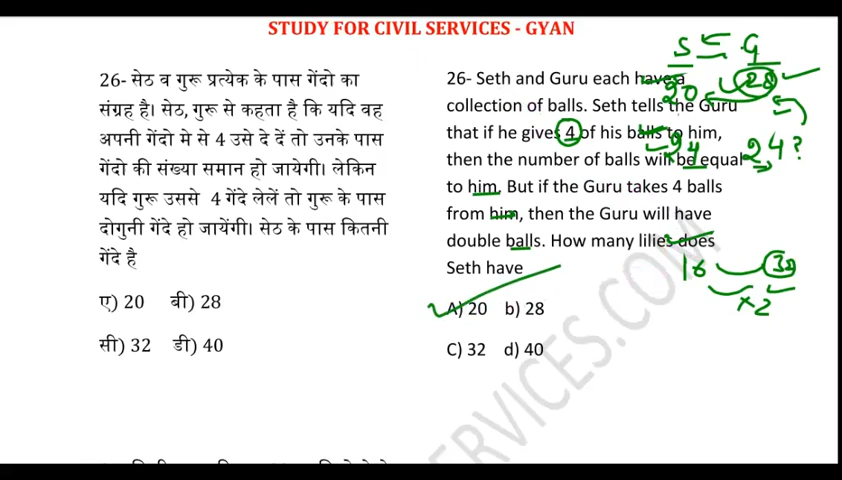 STUDY FOR CIVIL SERVICES - GYAN
26- सेठ व गुरू प्रत्येक के पास गेंदो का
संग्रह है। सेठ, गुरू से कहता है कि यदि वह
अपनी गेंदो मे से 4 उसे दे दें तो उनके पास
गेंदो की संख्या समान हो जायेगी। लेकिन
यदि गुरू उससे 4 गेंदे लेलें तो गुरू के पास
दोगुनी गेंदे हो जायेंगी। सेठ के पास कितनी
गेंदे है
ए) 20 बी) 28
सी) 32 डी) 40
26- Seth and Guru each have a
collection of balls. Seth tells the Guru
that if he gives 4 of his balls to him,
then the number of balls will be equal
to him. But if the Guru takes 4 balls
from him, then the Guru will have
double balls. How many lilies does
Seth have
A) 20 b) 28
C) 32 d) 40
S G
20 28
24 24?
16 32
×2
SERVICES.COM